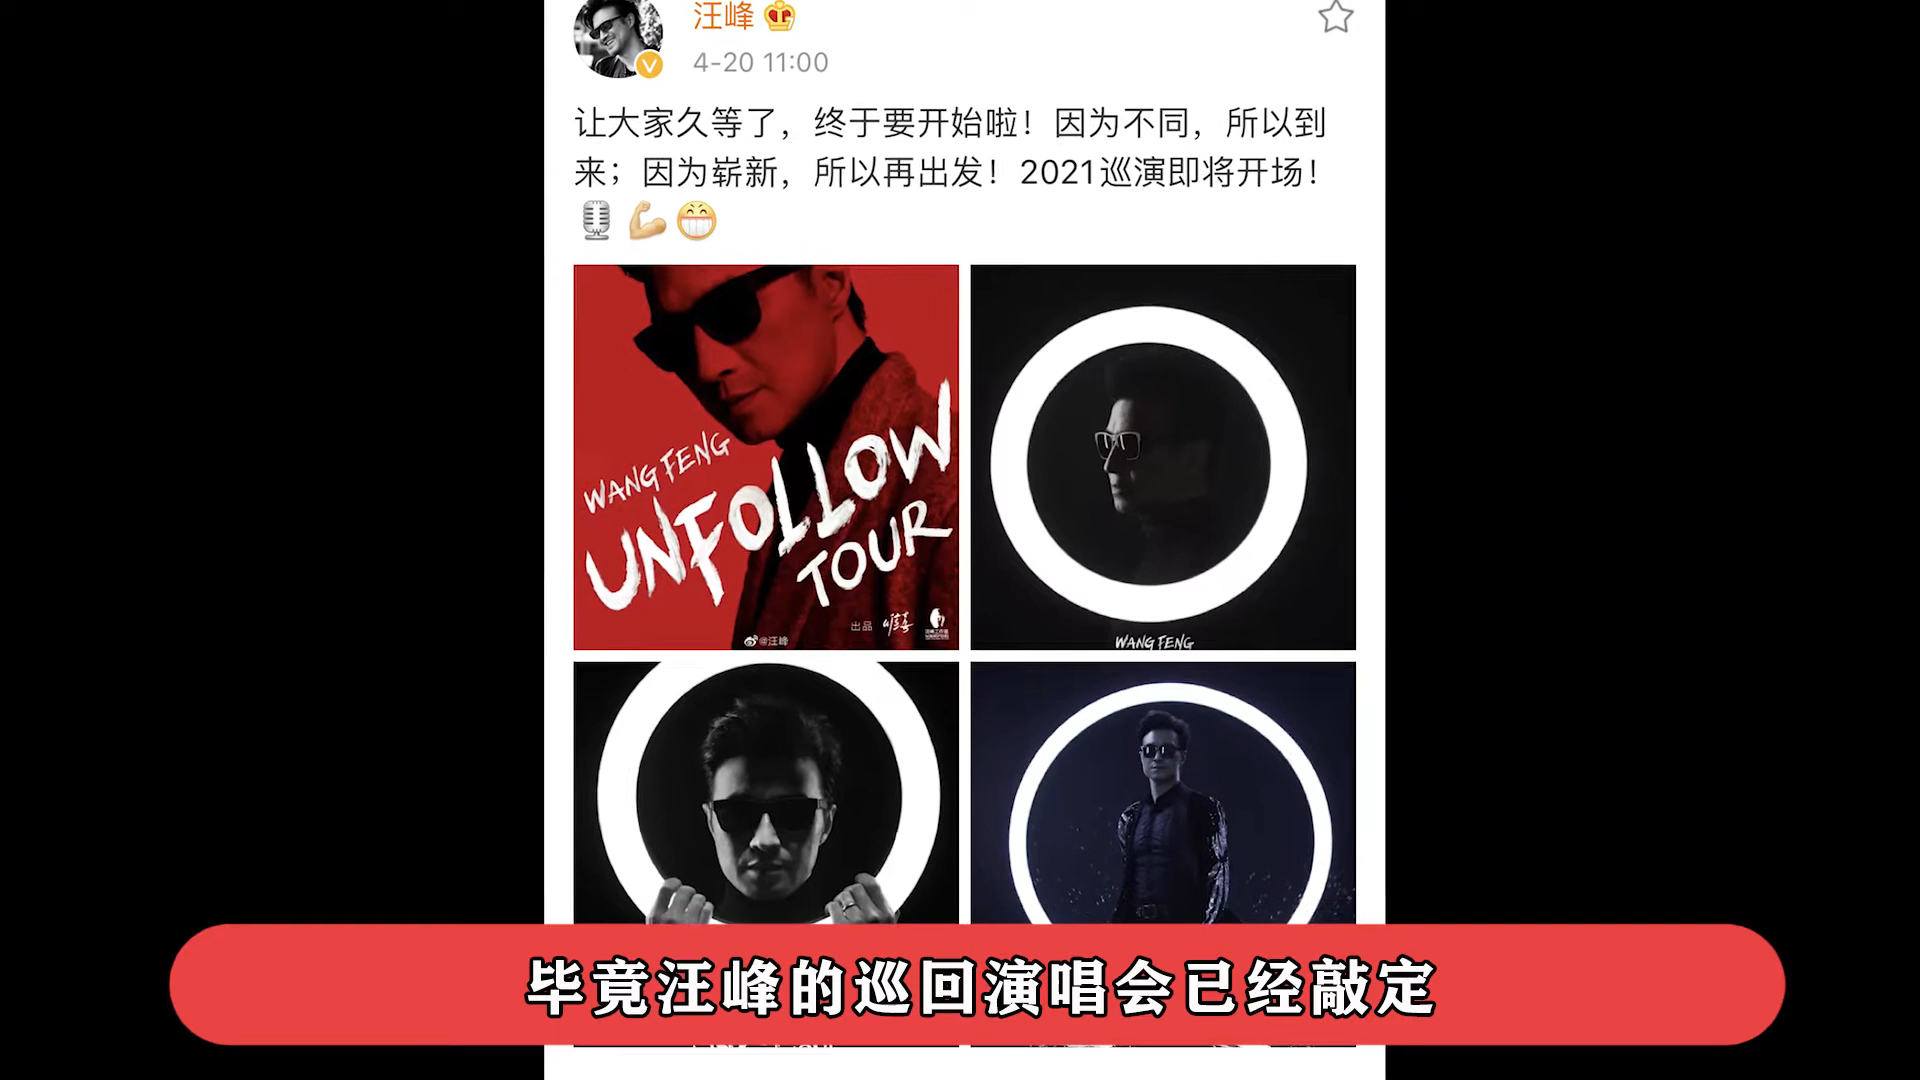 汪峰
4-20 11:00
让大家久等了，终于要开始啦！因为不同，所以到
来；因为崭新，所以再出发！2021巡演即将开场！
WANG FENG
UNFOLLOW
TOUR
出品
@汪峰
WANG FENG
毕竟汪峰的巡回演唱会已经敲定